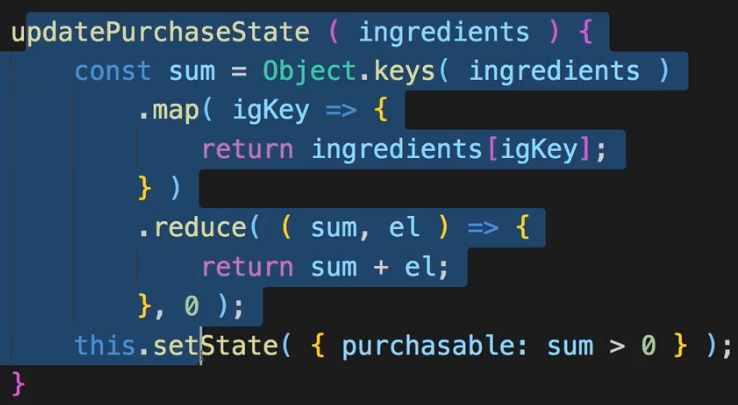 updatePurchaseState ( ingredients ) {
const sum = Object.keys( ingredients )
.map( igKey => {
return ingredients[igKey];
} )
.reduce( ( sum, el ) => {
return sum + el;
}, 0 );
this.setState( { purchasable: sum > 0 } );
}